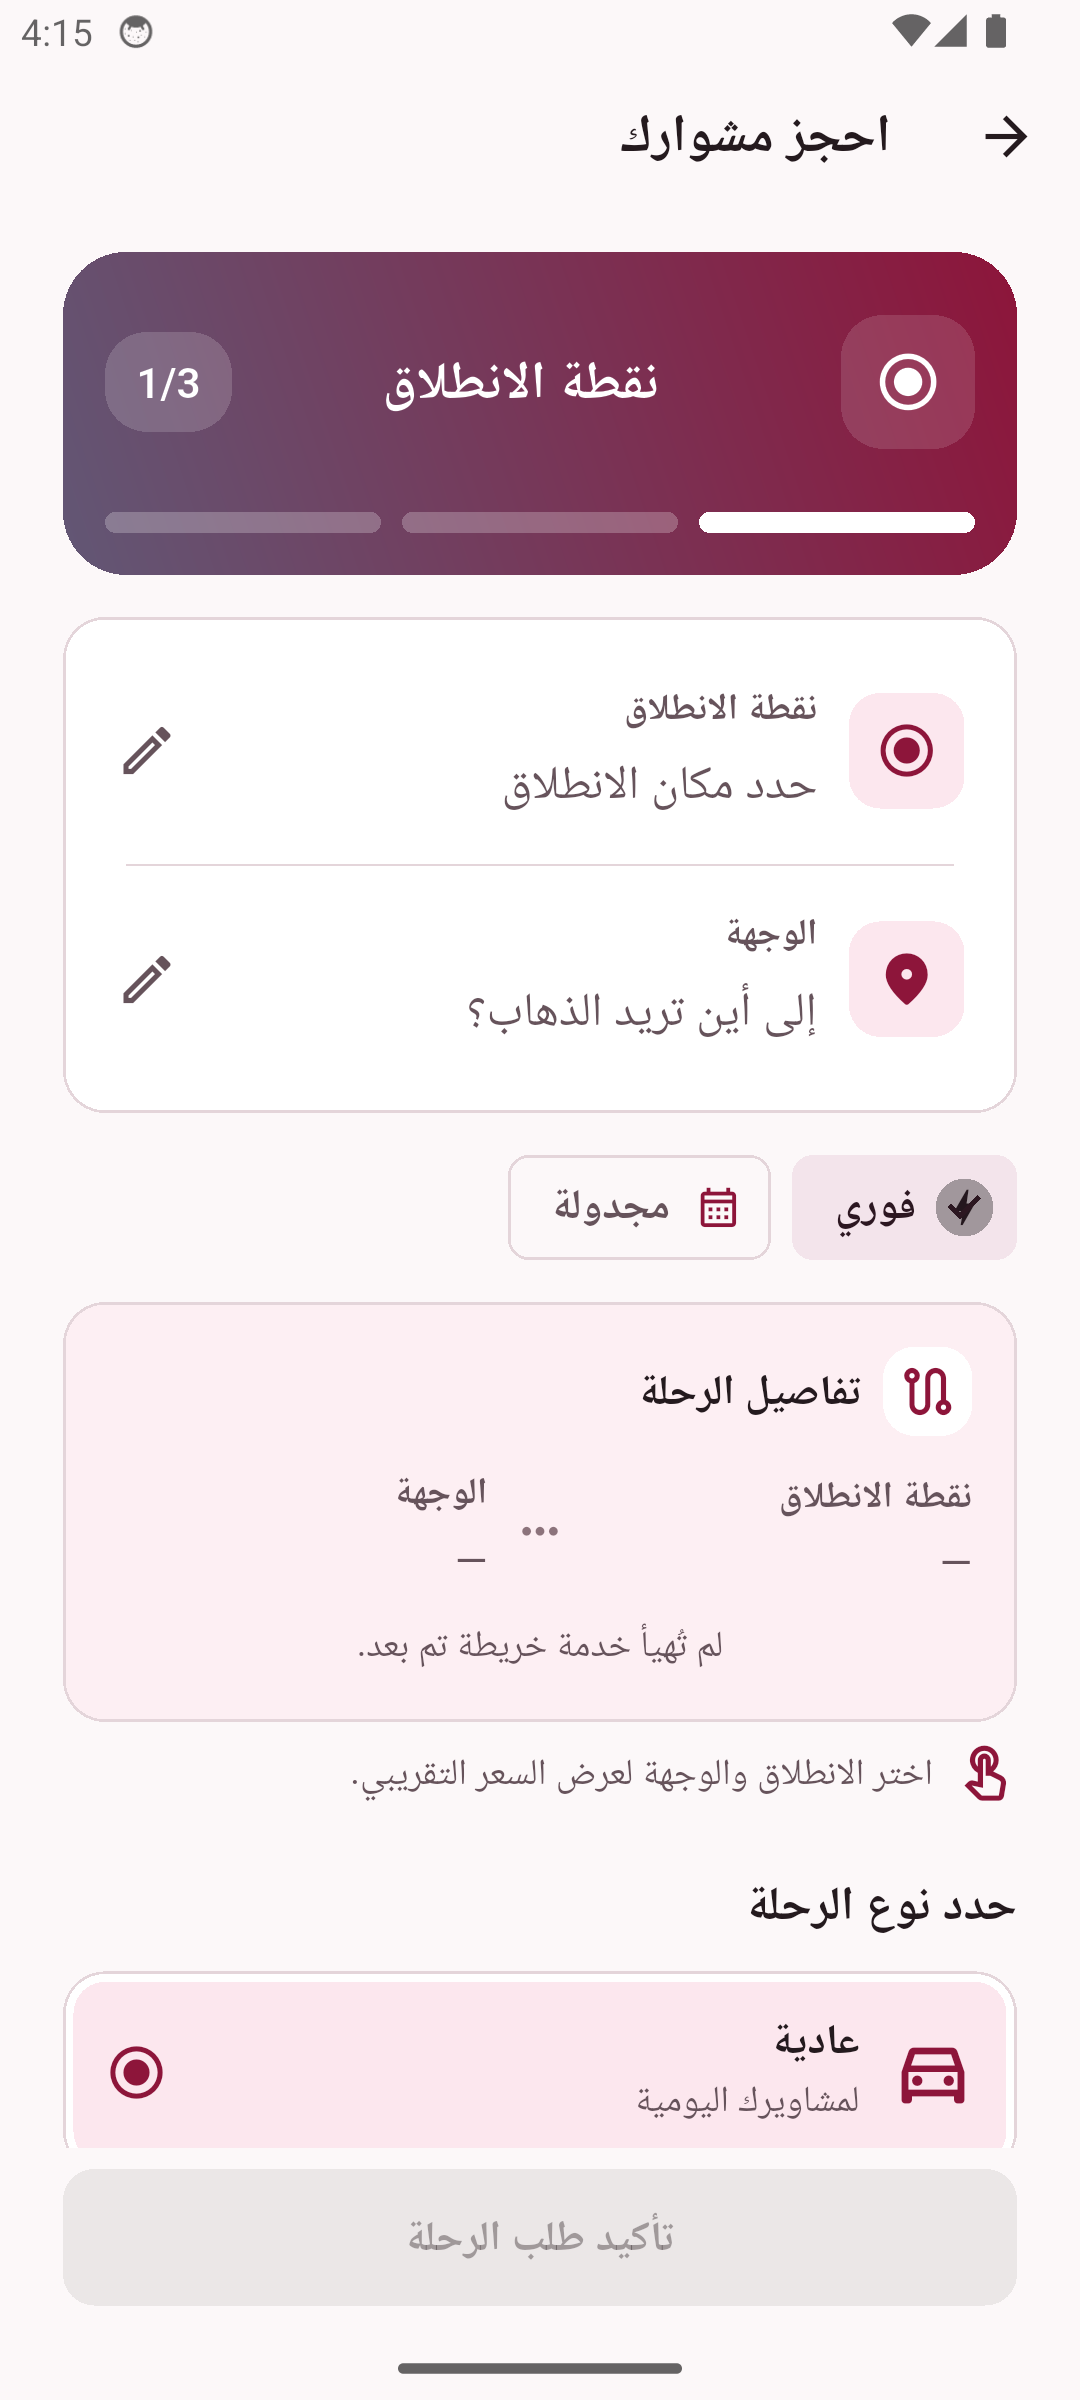 4:15
احجز مشوارك
نقطة الانطلاق
1/3
نقطة الانطلاق
حدد مكان الانطلاق
الوجهة
إلى أين تريد الذهاب؟
فوري
مجدولة
تفاصيل الرحلة
نقطة الانطلاق
—
الوجهة
—
لم تُهيأ خدمة خريطة تم بعد.
اختر الانطلاق والوجهة لعرض السعر التقريبي.
حدد نوع الرحلة
عادية
لمشاويرك اليومية
تأكيد طلب الرحلة